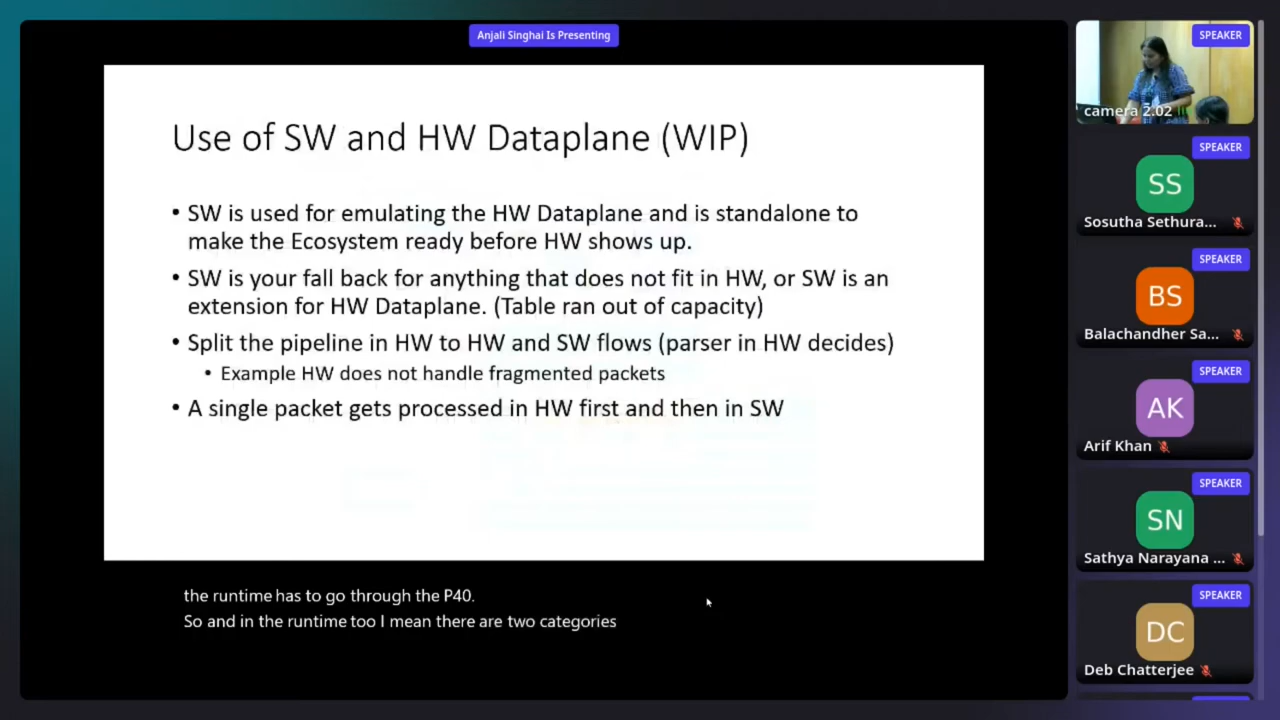 Anjali Singhai Is Presenting
Use of SW and HW Dataplane (WIP)
• SW is used for emulating the HW Dataplane and is standalone to
make the Ecosystem ready before HW shows up.
• SW is your fall back for anything that does not fit in HW, or SW is an
extension for HW Dataplane. (Table ran out of capacity)
• Split the pipeline in HW to HW and SW flows (parser in HW decides)
• Example HW does not handle fragmented packets
• A single packet gets processed in HW first and then in SW
the runtime has to go through the P40.
So and in the runtime too I mean there are two categories
SPEAKER
camera 2.02
SPEAKER
SS
Sosutha Sethura...
SPEAKER
BS
Balachandher Sa...
SPEAKER
AK
Arif Khan
SPEAKER
SN
Sathya Narayana ...
SPEAKER
DC
Deb Chatterjee